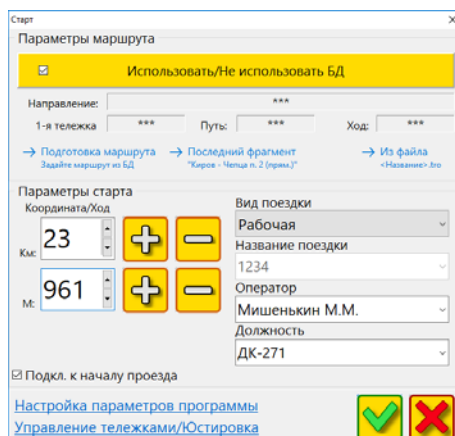 Старт
Параметры маршрута
Использовать/Не использовать БД
Направление: ***
1-я тележка *** Путь: *** Ход: ***
→ Подготовка маршрута → Последний фрагмент → Из файла
Задайте маршрут из БД "Киров - Чепца п. 2 (прям.)" <Название>.tro
Параметры старта
Координата/Ход
Вид поездки
Км: 23
Рабочая
Название поездки
1234
М: 961
Оператор
Мишенькин М.М.
Должность
ДК-271
Подкл. к началу проезда
Настройка параметров программы
Управление тележками/Юстировка